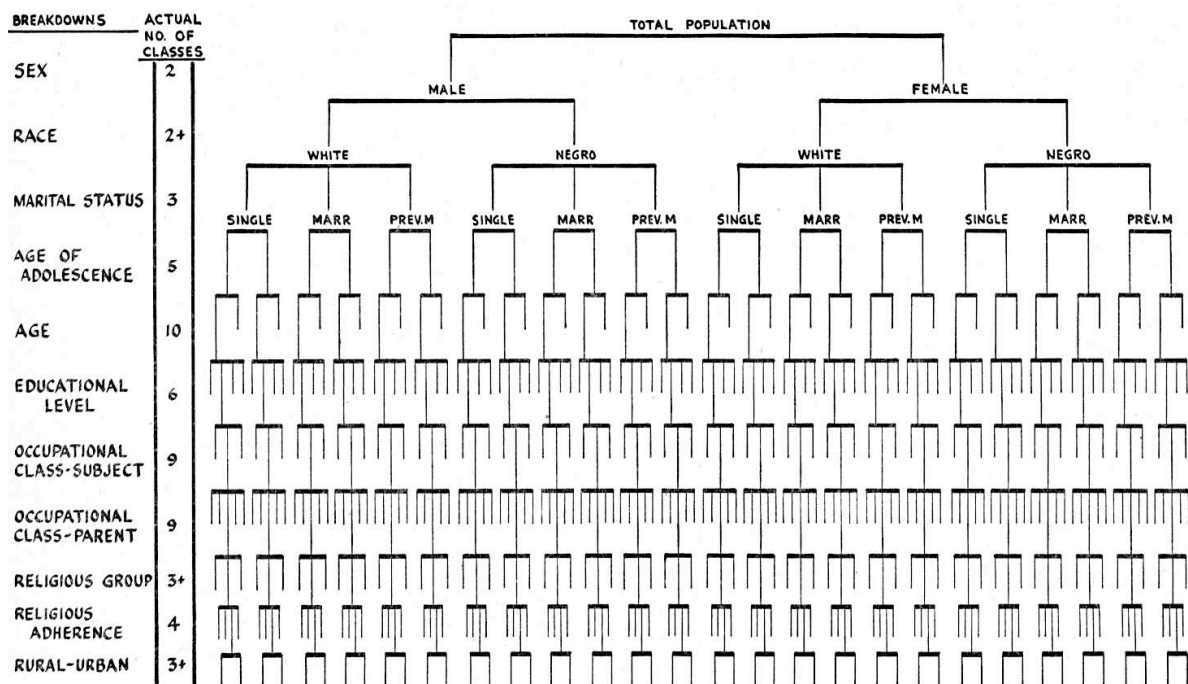 BREAKDOWNS
ACTUAL
NO. OF
CLASSES
TOTAL POPULATION
SEX 2
MALE FEMALE
RACE 2+
WHITE NEGRO WHITE NEGRO
MARITAL STATUS 3
SINGLE MARR PREV.M SINGLE MARR PREV.M SINGLE MARR PREV.M SINGLE MARR PREV.M
AGE OF
ADOLESCENCE 5
AGE 10
EDUCATIONAL
LEVEL 6
OCCUPATIONAL
CLASS-SUBJECT 9
OCCUPATIONAL
CLASS-PARENT 9
RELIGIOUS GROUP 3+
RELIGIOUS
ADHERENCE 4
RURAL-URBAN 3+